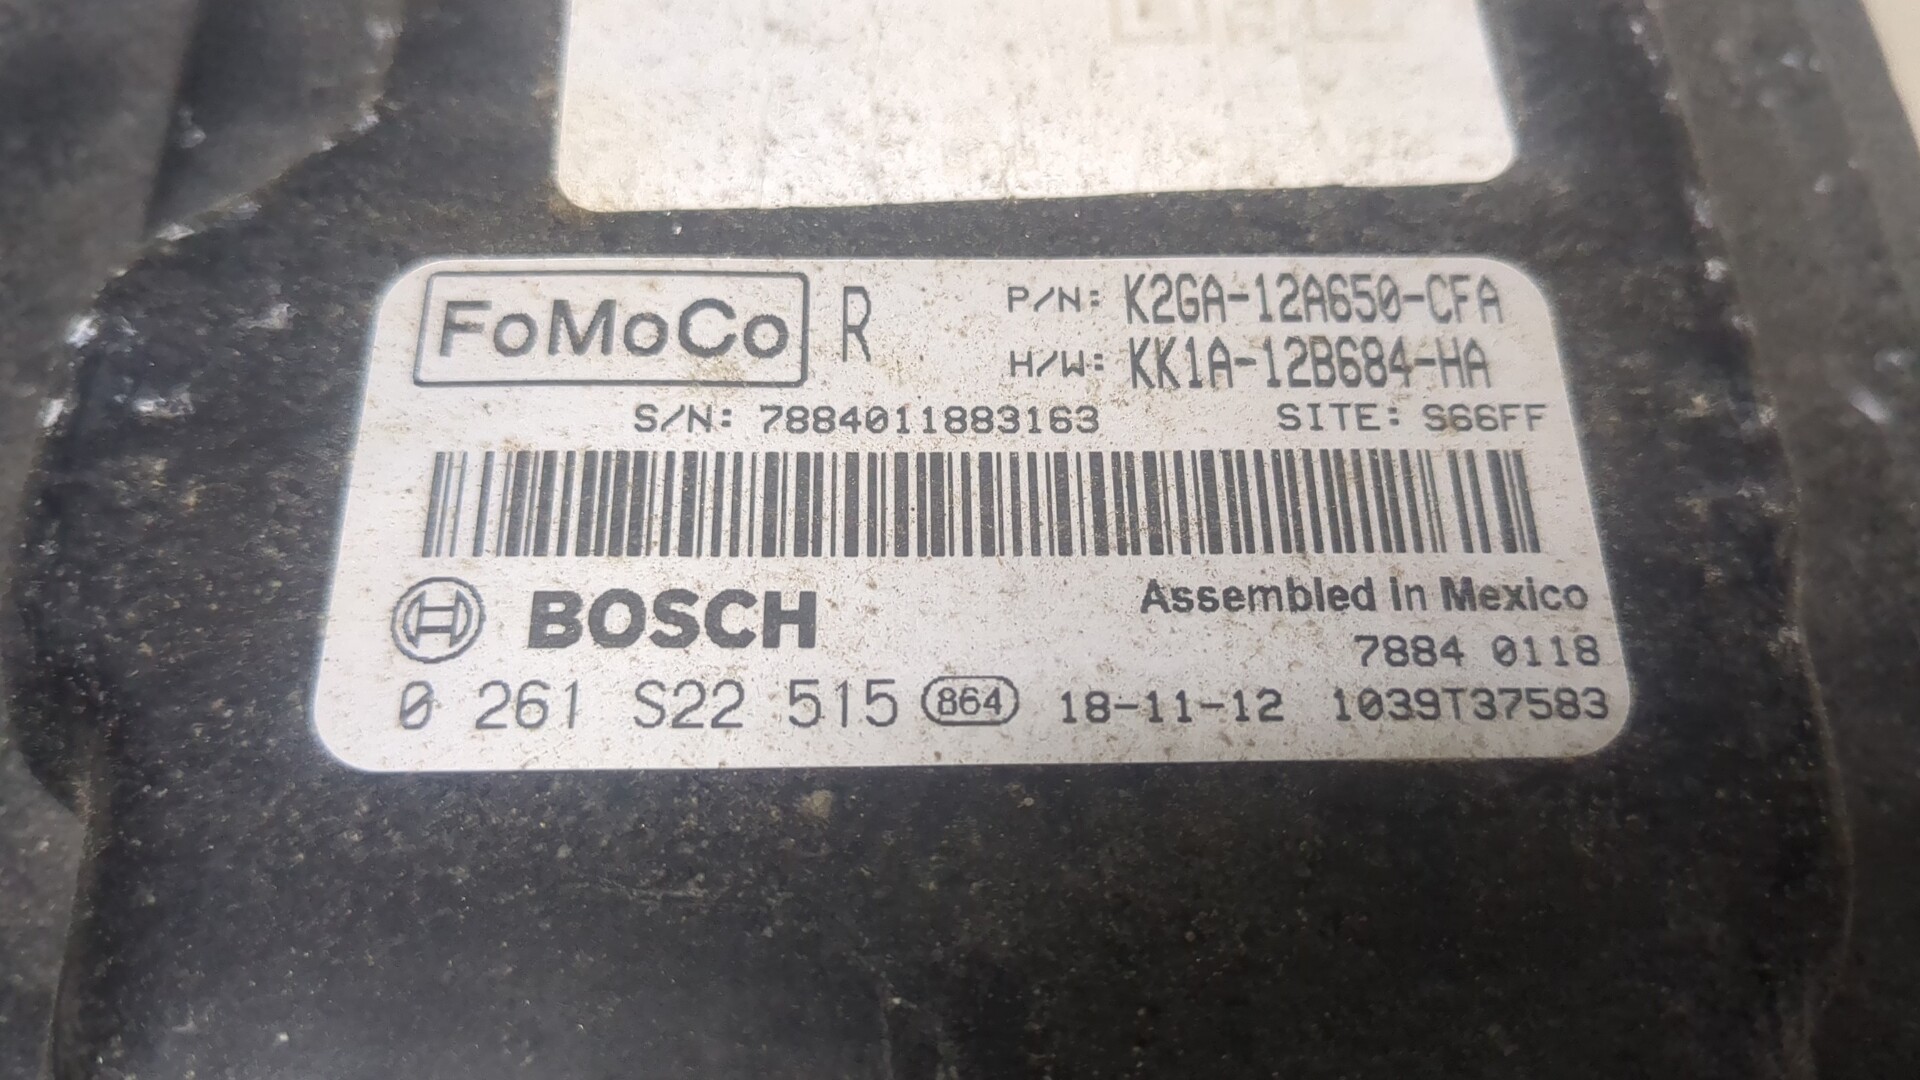 FoMoCo R P/N: K2GA-12A650-CFA
H/W: KK1A-12B684-HA
S/N: 7884011883163 SITE: S66FF
BOSCH Assembled in Mexico
7884 0118
0 261 S22 515 864 18-11-12 1039T37583